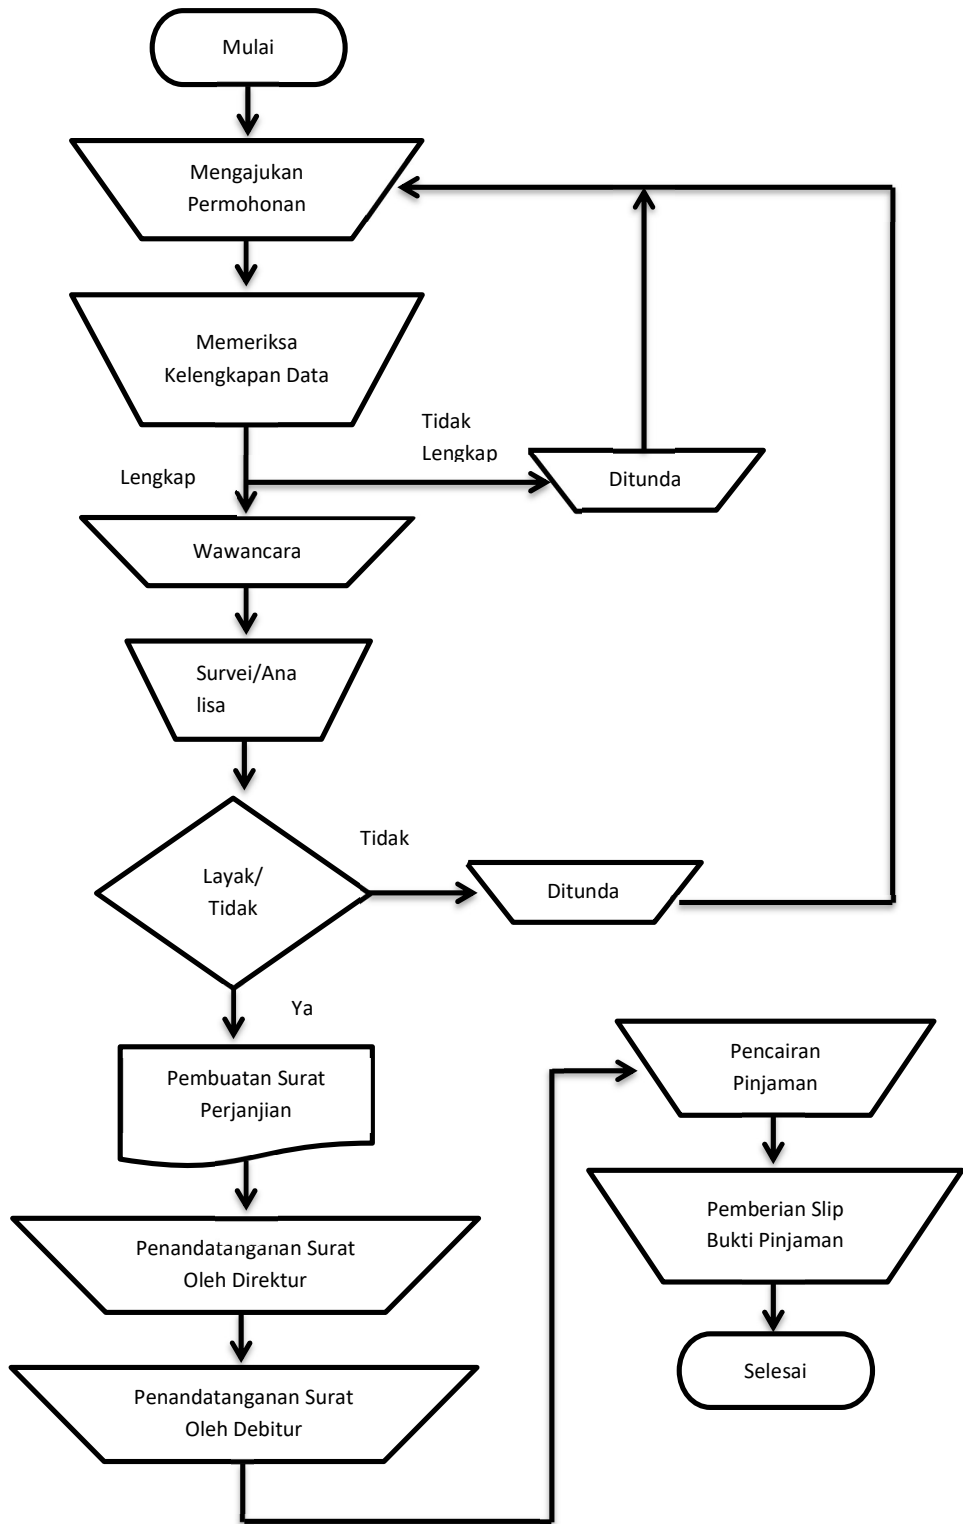 Mulai
Mengajukan
Permohonan
Memeriksa
Kelengkapan Data
Tidak
Lengkap
Lengkap
Ditunda
Wawancara
Survei/Ana
lisa
Tidak
Layak/
Tidak
Ditunda
Ya
Pembuatan Surat
Perjanjian
Penandatanganan Surat
Oleh Direktur
Penandatanganan Surat
Oleh Debitur
Pencairan
Pinjaman
Pemberian Slip
Bukti Pinjaman
Selesai